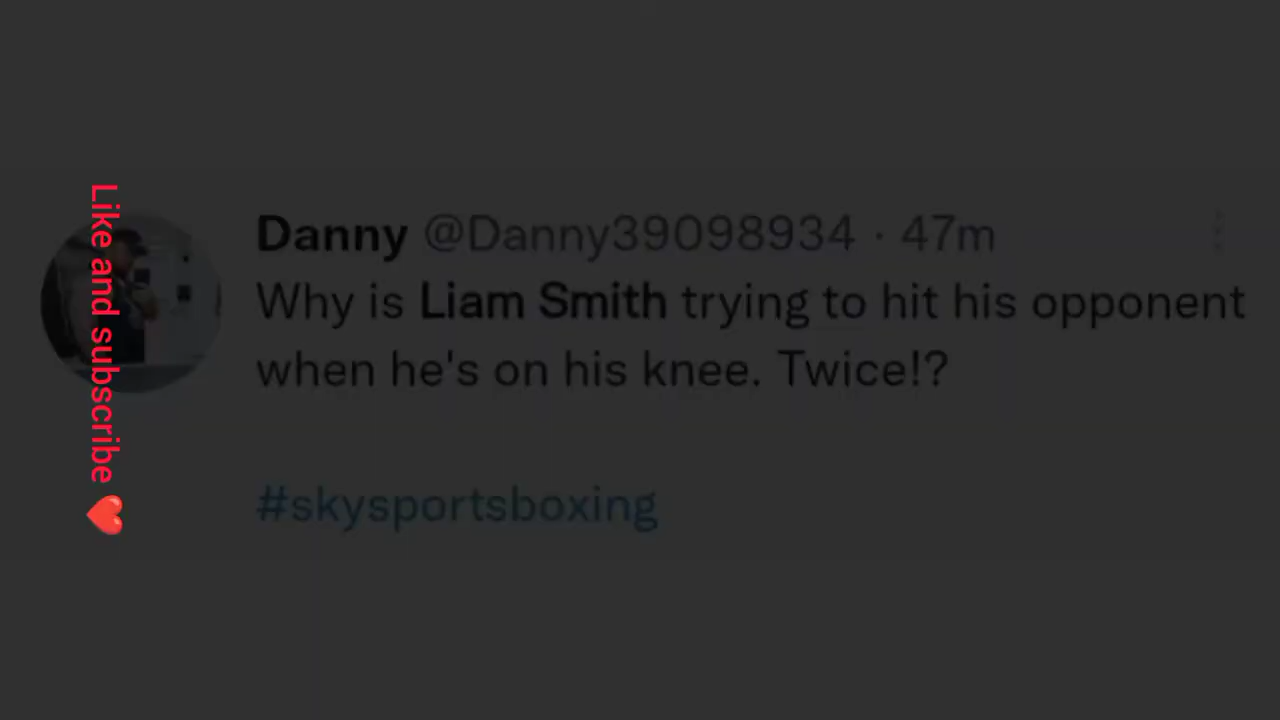 Danny @Danny39098934 · 47m
Why is Liam Smith trying to hit his opponent
when he's on his knee. Twice!?
#skysportsboxing
Like and subscribe ❤️